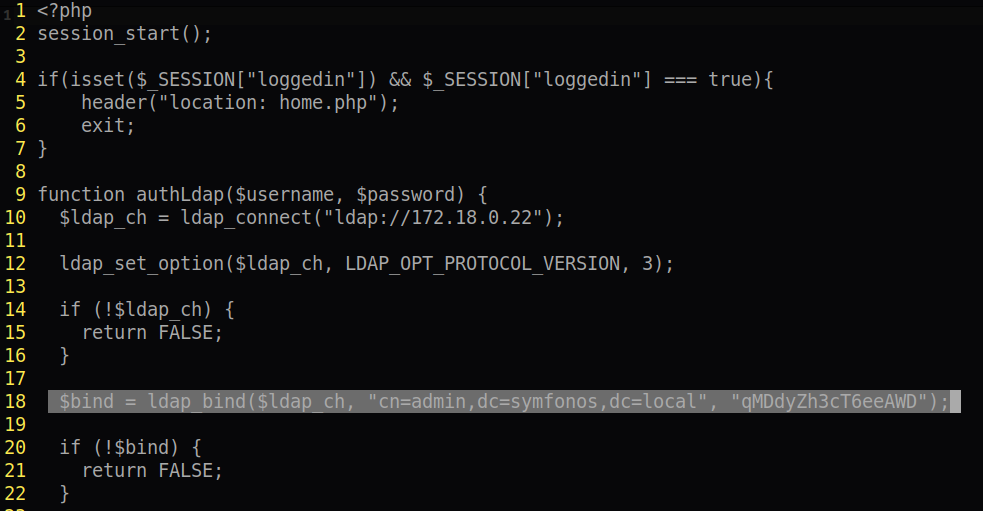 1 1 <?php
2 session_start();
3
4 if(isset($_SESSION["loggedin"]) && $_SESSION["loggedin"] === true){
5     header("location: home.php");
6     exit;
7 }
8
9 function authLdap($username, $password) {
10   $ldap_ch = ldap_connect("ldap://172.18.0.22");
11
12   ldap_set_option($ldap_ch, LDAP_OPT_PROTOCOL_VERSION, 3);
13
14   if (!$ldap_ch) {
15     return FALSE;
16   }
17
18   $bind = ldap_bind($ldap_ch, "cn=admin,dc=symfonos,dc=local", "qMDdyZh3cT6eeAWD");
19
20   if (!$bind) {
21     return FALSE;
22   }